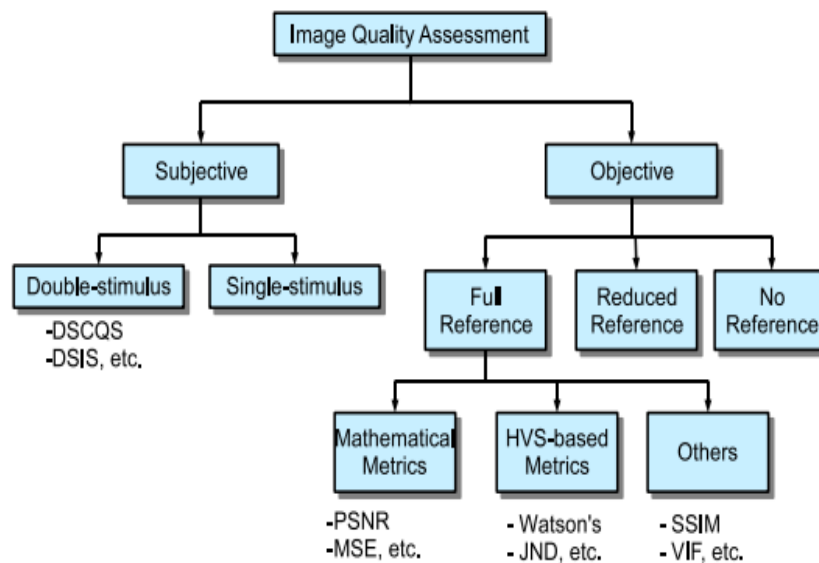 Image Quality Assessment
Subjective
Objective
Double-stimulus
Single-stimulus
Full
Reference
Reduced
Reference
No
Reference
-DSCQS
-DSIS, etc.
Mathematical
Metrics
HVS-based
Metrics
Others
-PSNR
-MSE, etc.
- Watson's
- JND, etc.
- SSIM
- VIF, etc.